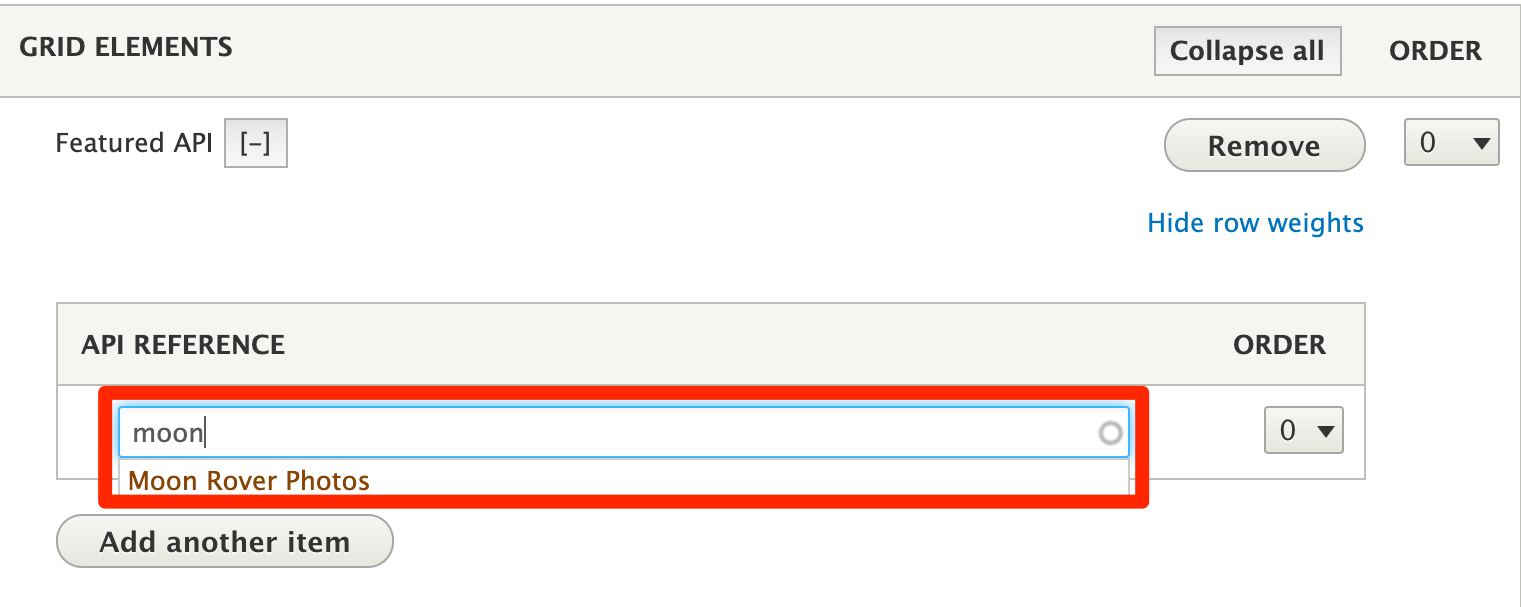 GRID ELEMENTS Collapse all ORDER
Featured API [–] Remove 0
Hide row weights
API REFERENCE ORDER
moon 0
Moon Rover Photos
Add another item